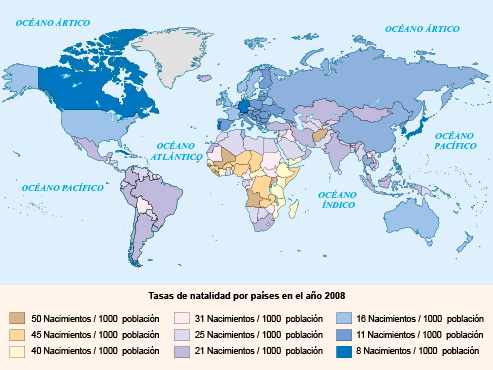 OCÉANO ÁRTICO
OCÉANO ÁRTICO
OCÉANO ATLÁNTICO
OCÉANO PACÍFICO
OCÉANO PACÍFICO
OCÉANO ÍNDICO
Tasas de natalidad por países en el año 2008
50 Nacimientos / 1000 población
31 Nacimientos / 1000 población
16 Nacimientos / 1000 población
45 Nacimientos / 1000 población
25 Nacimientos / 1000 población
11 Nacimientos / 1000 población
40 Nacimientos / 1000 población
21 Nacimientos / 1000 población
8 Nacimientos / 1000 población